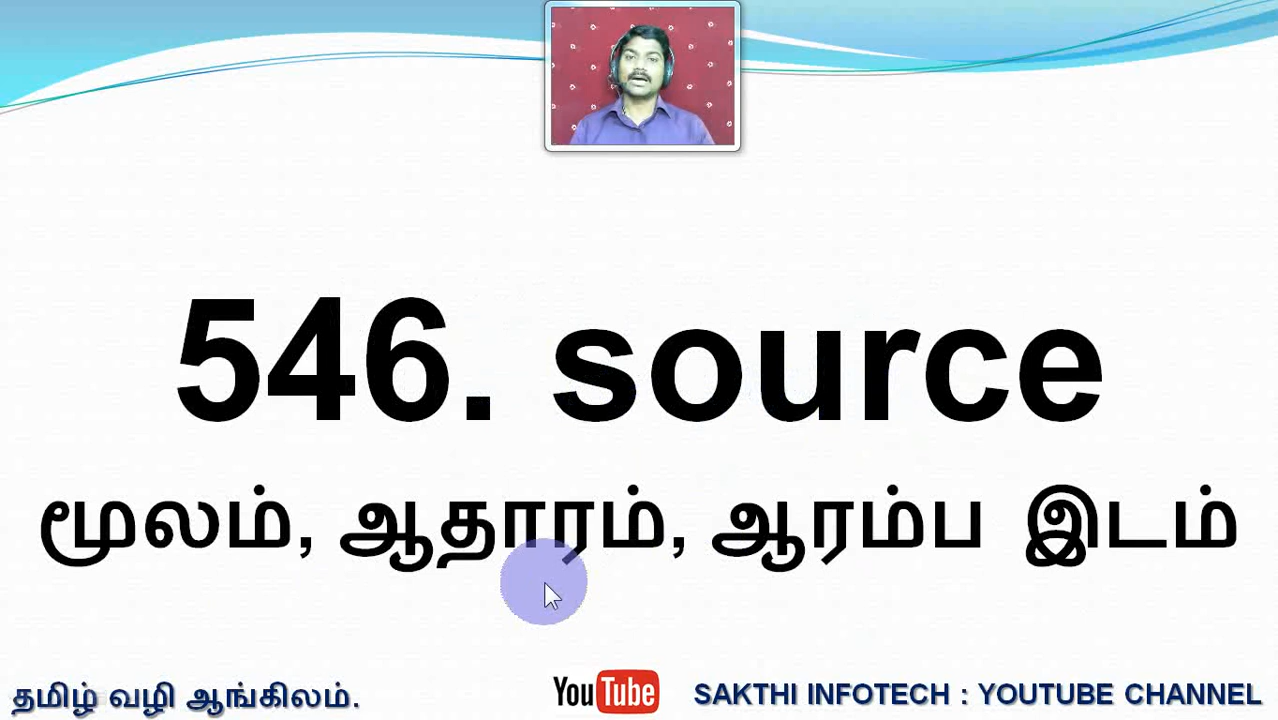 546. source
மூலம், ஆதாரம், ஆரம்ப இடம்
தமிழ் வழி ஆங்கிலம்.
YouTube
SAKTHI INFOTECH : YOUTUBE CHANNEL